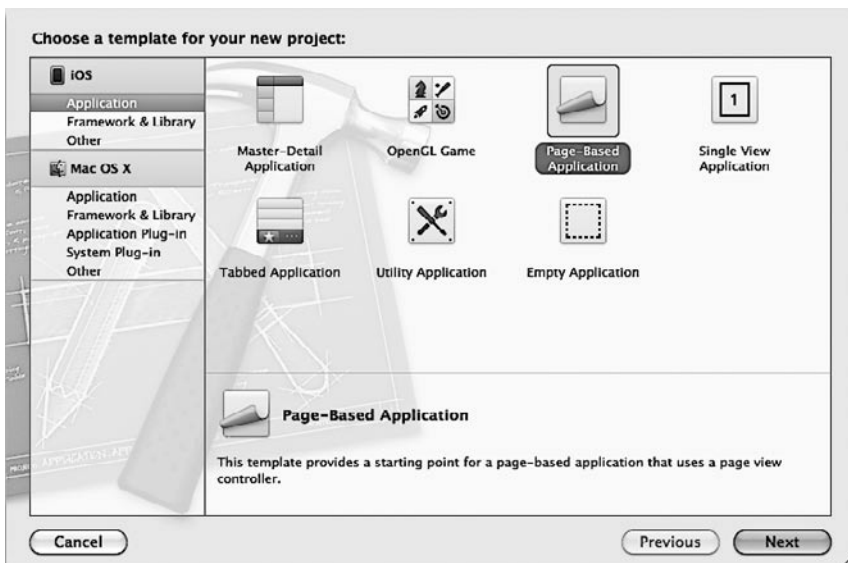 Choose a template for your new project:
iOS
Application
Framework & Library
Other
Mac OS X
Application
Framework & Library
Application Plug-in
System Plug-in
Other
Master-Detail
Application
OpenGL Game
Page-Based
Application
1
Single View
Application
Tabbed Application
Utility Application
Empty Application
Page-Based Application
This template provides a starting point for a page-based application that uses a page view
controller.
Cancel
Previous
Next